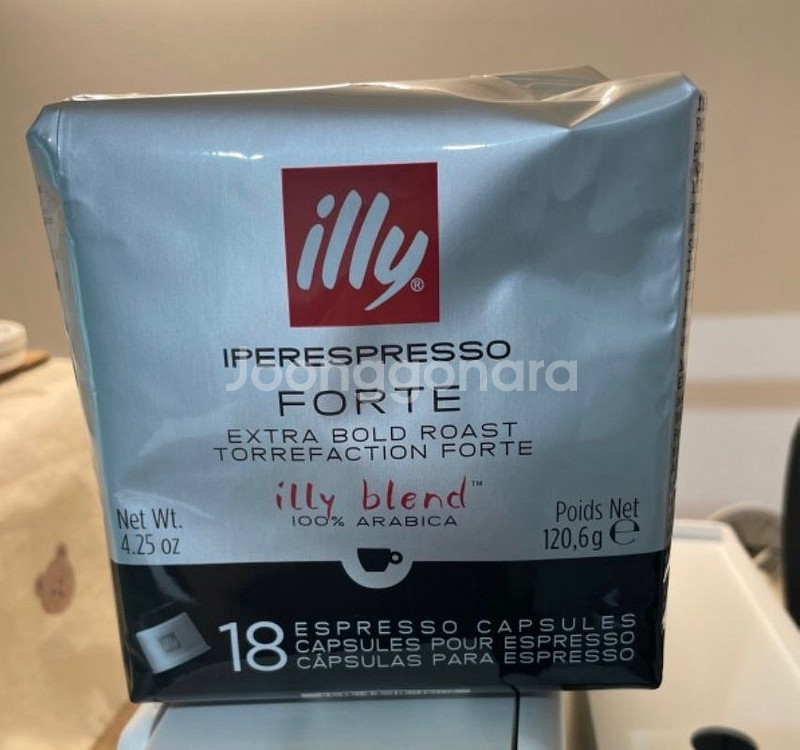 illy®
IPERESPRESSO
Joonggonara
FORTE
EXTRA BOLD ROAST
TORREFACTION FORTE
illy blend™
100% ARABICA
Net Wt.
4.25 oz
Poids Net
120,6g ℮
18
ESPRESSO CAPSULES
CAPSULES POUR ESPRESSO
CÁPSULAS PARA ESPRESSO